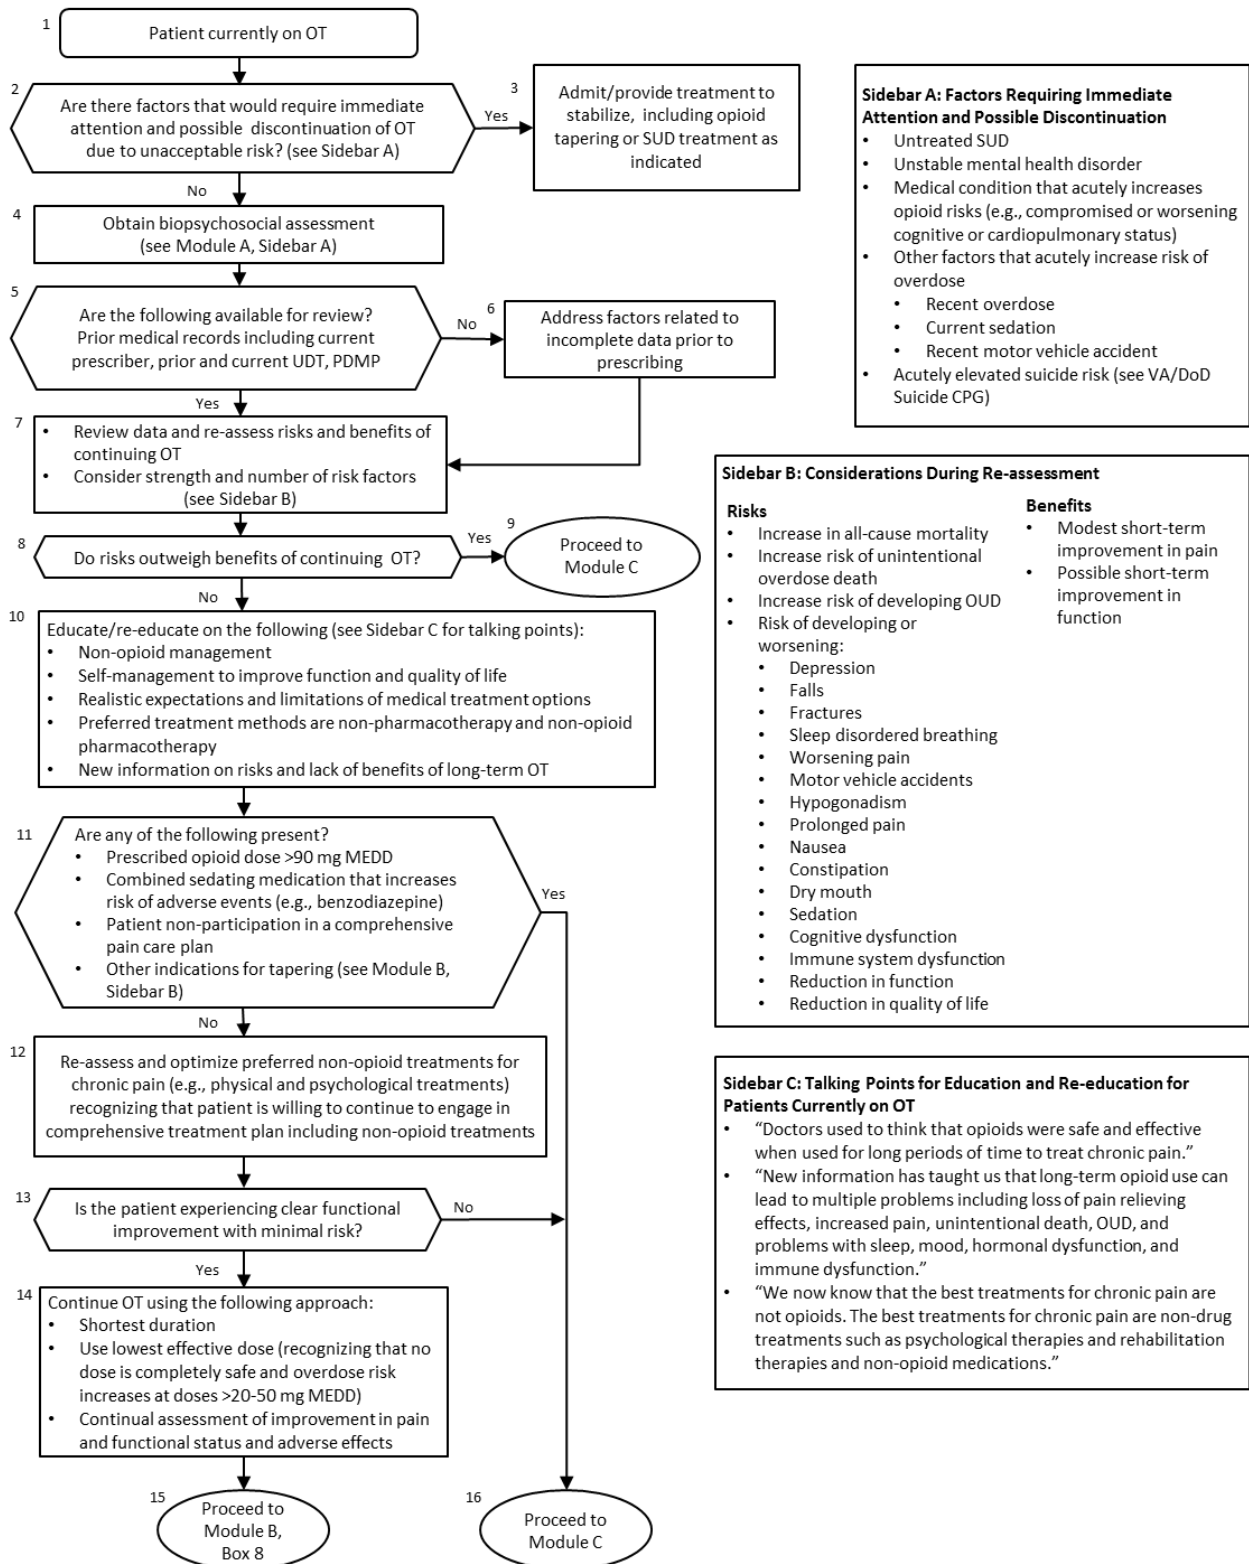 1
Patient currently on OT
2
Are there factors that would require immediate
attention and possible discontinuation of OT
due to unacceptable risk? (see Sidebar A)
Yes
3
Admit/provide treatment to
stabilize, including opioid
tapering or SUD treatment as
indicated
No
4
Obtain biopsychosocial assessment
(see Module A, Sidebar A)
5
Are the following available for review?
Prior medical records including current
prescriber, prior and current UDT, PDMP
No
6
Address factors related to
incomplete data prior to
prescribing
Yes
7
• Review data and re-assess risks and benefits of
continuing OT
• Consider strength and number of risk factors
(see Sidebar B)
8
Do risks outweigh benefits of continuing OT?
Yes
9
Proceed to
Module C
No
10
Educate/re-educate on the following (see Sidebar C for talking points):
• Non-opioid management
• Self-management to improve function and quality of life
• Realistic expectations and limitations of medical treatment options
• Preferred treatment methods are non-pharmacotherapy and non-opioid
pharmacotherapy
• New information on risks and lack of benefits of long-term OT
11
Are any of the following present?
• Prescribed opioid dose >90 mg MEDD
• Combined sedating medication that increases
risk of adverse events (e.g., benzodiazepine)
• Patient non-participation in a comprehensive
pain care plan
• Other indications for tapering (see Module B,
Sidebar B)
Yes
No
12
Re-assess and optimize preferred non-opioid treatments for
chronic pain (e.g., physical and psychological treatments)
recognizing that patient is willing to continue to engage in
comprehensive treatment plan including non-opioid treatments
13
Is the patient experiencing clear functional
improvement with minimal risk?
No
Yes
14
Continue OT using the following approach:
• Shortest duration
• Use lowest effective dose (recognizing that no
dose is completely safe and overdose risk
increases at doses >20-50 mg MEDD)
• Continual assessment of improvement in pain
and functional status and adverse effects
15
Proceed to
Module B,
Box 8
16
Proceed to
Module C
Sidebar A: Factors Requiring Immediate
Attention and Possible Discontinuation
• Untreated SUD
• Unstable mental health disorder
• Medical condition that acutely increases
opioid risks (e.g., compromised or worsening
cognitive or cardiopulmonary status)
• Other factors that acutely increase risk of
overdose
• Recent overdose
• Current sedation
• Recent motor vehicle accident
• Acutely elevated suicide risk (see VA/DoD
Suicide CPG)
Sidebar B: Considerations During Re-assessment
Risks
• Increase in all-cause mortality
• Increase risk of unintentional
overdose death
• Increase risk of developing OUD
• Risk of developing or
worsening:
• Depression
• Falls
• Fractures
• Sleep disordered breathing
• Worsening pain
• Motor vehicle accidents
• Hypogonadism
• Prolonged pain
• Nausea
• Constipation
• Dry mouth
• Sedation
• Cognitive dysfunction
• Immune system dysfunction
• Reduction in function
• Reduction in quality of life
Benefits
• Modest short-term
improvement in pain
• Possible short-term
improvement in
function
Sidebar C: Talking Points for Education and Re-education for
Patients Currently on OT
• “Doctors used to think that opioids were safe and effective
when used for long periods of time to treat chronic pain.”
• “New information has taught us that long-term opioid use can
lead to multiple problems including loss of pain relieving
effects, increased pain, unintentional death, OUD, and
problems with sleep, mood, hormonal dysfunction, and
immune dysfunction.”
• “We now know that the best treatments for chronic pain are
not opioids. The best treatments for chronic pain are non-drug
treatments such as psychological therapies and rehabilitation
therapies and non-opioid medications.”